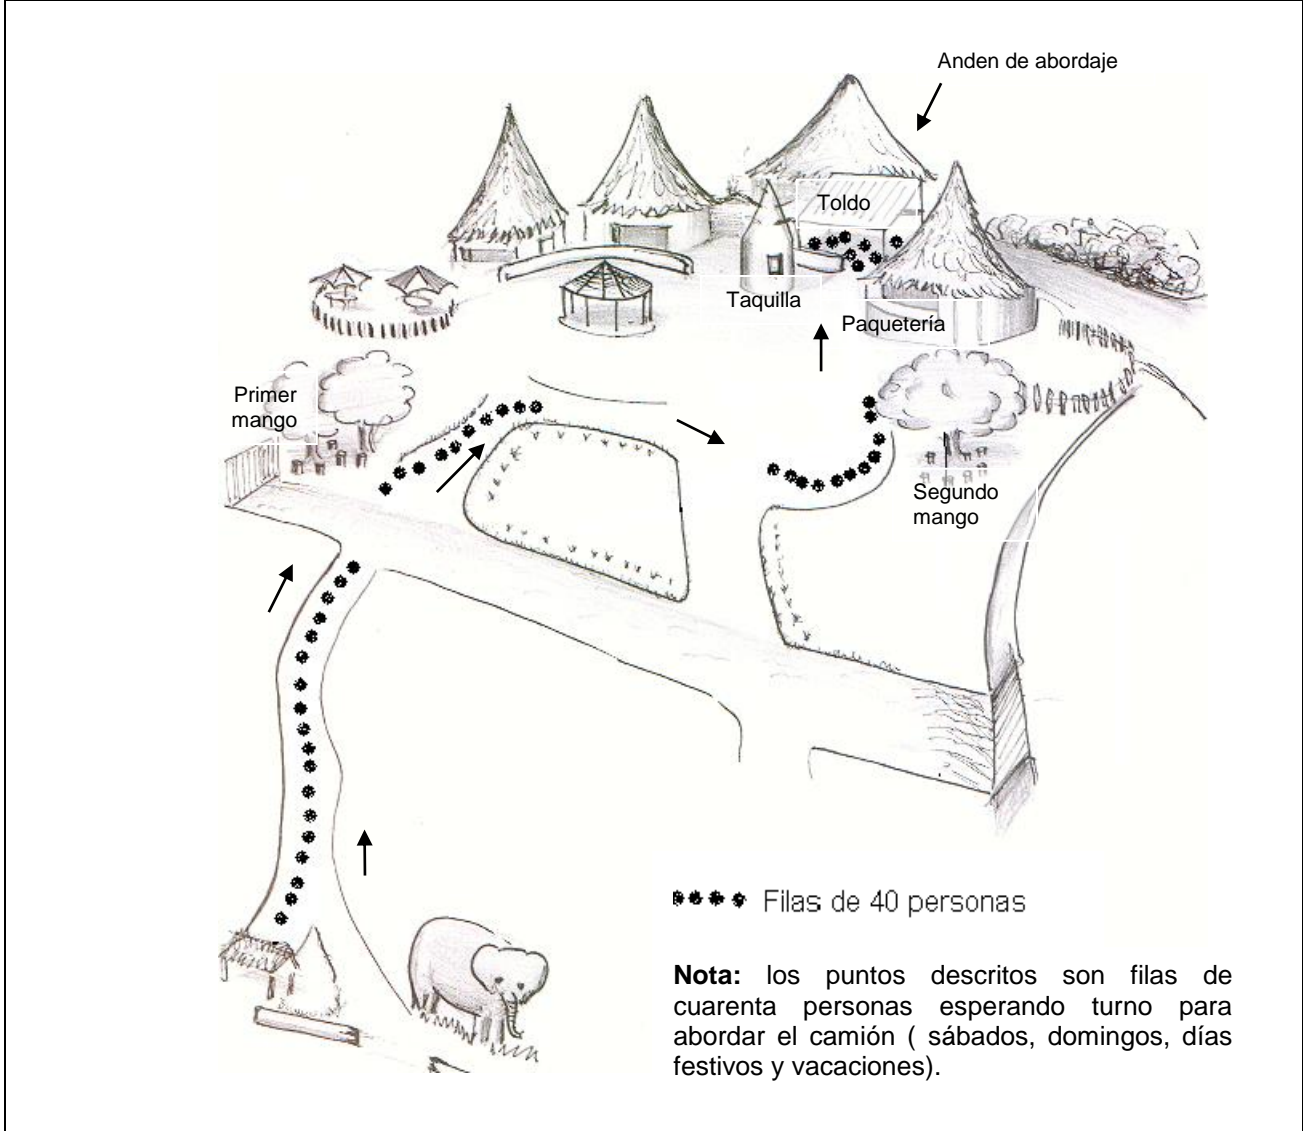 Anden de abordaje
Toldo
Taquilla
Paquetería
Primer
mango
Segundo
mango
Filas de 40 personas
Nota: los puntos descritos son filas de
cuarenta personas esperando turno para
abordar el camión ( sábados, domingos, días
festivos y vacaciones).